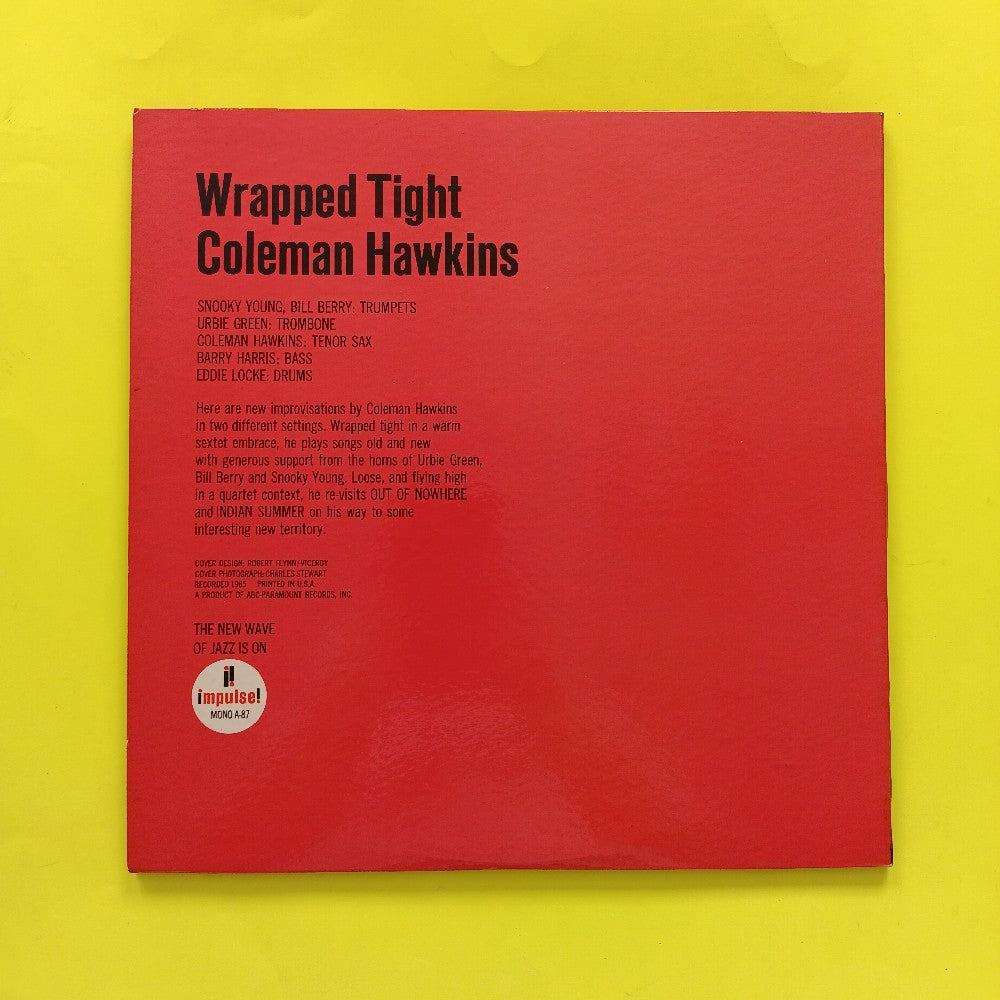 Wrapped Tight
Coleman Hawkins
SNOOKY YOUNG, BILL BERRY: TRUMPETS
URBIE GREEN: TROMBONE
COLEMAN HAWKINS: TENOR SAX
BARRY HARRIS: BASS
EDDIE LOCKE: DRUMS
Here are new improvisations by Coleman Hawkins
in two different settings. Wrapped tight in a warm
sextet embrace, he plays songs old and new
with generous support from the horns of Urbie Green,
Bill Berry and Snooky Young. Loose, and flying high
in a quartet context, he re-visits OUT OF NOWHERE
and INDIAN SUMMER on his way to some
interesting new territory.
COVER DESIGN: ROBERT FLYNN/VICEROY
COVER PHOTOGRAPH: CHARLES STEWART
RECORDED 1965 PRINTED IN U.S.A.
A PRODUCT OF ABC-PARAMOUNT RECORDS, INC.
THE NEW WAVE
OF JAZZ IS ON
i!
impulse!
MONO A-87